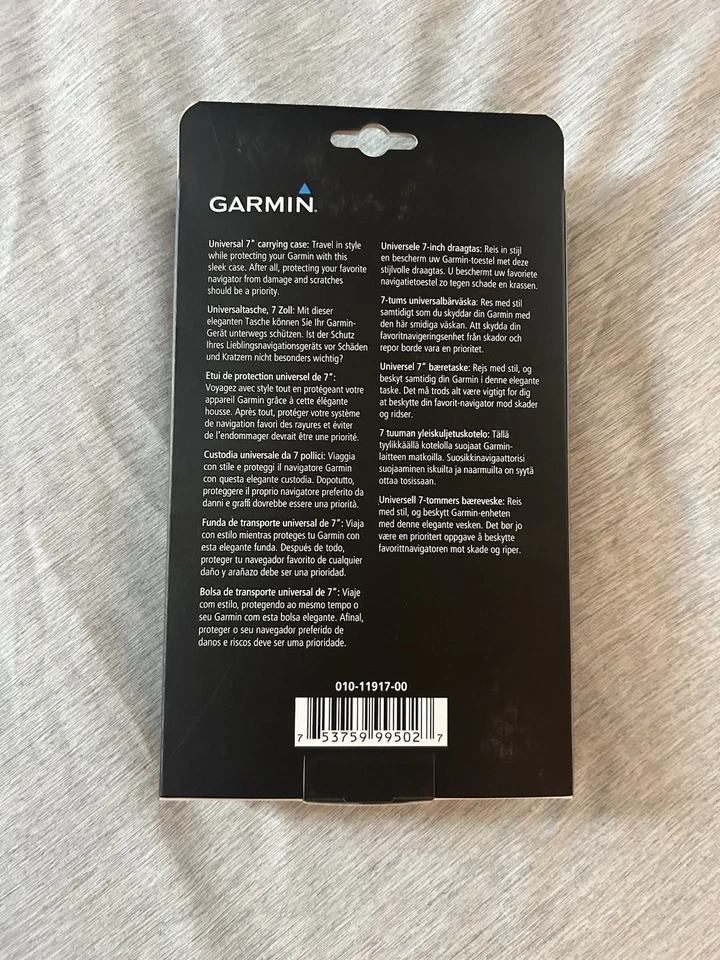 GARMIN
Universal 7" carrying case: Travel in style
while protecting your Garmin with this
sleek case. After all, protecting your favorite
navigator from damage and scratches
should be a priority.
Universaltasche, 7 Zoll: Mit dieser
eleganten Tasche können Sie Ihr Garmin-
Gerät unterwegs schützen. Ist der Schutz
Ihres Lieblingsnavigationsgeräts vor Schäden
und Kratzern nicht besonders wichtig?
Etui de protection universel de 7":
Voyagez avec style tout en protégeant votre
appareil Garmin grâce à cette élégante
housse. Après tout, protéger votre système
de navigation favori des rayures et éviter
de l'endommager devrait être une priorité.
Custodia universale da 7 pollici: Viaggia
con stile e proteggi il navigatore Garmin
con questa elegante custodia. Dopotutto,
proteggere il proprio navigatore preferito da
danni e graffi dovrebbe essere una priorità.
Funda de transporte universal de 7": Viaja
con estilo mientras proteges tu Garmin con
esta elegante funda. Después de todo,
proteger tu navegador favorito de cualquier
daño y arañazo debe ser una prioridad.
Bolsa de transporte universal de 7": Viaje
com estilo, protegendo ao mesmo tempo o
seu Garmin com esta bolsa elegante. Afinal,
proteger o seu navegador preferido de
danos e riscos deve ser uma prioridade.
Universele 7-inch draagtas: Reis in stijl
en bescherm uw Garmin-toestel met deze
stijlvolle draagtas. U beschermt uw favoriete
navigatietoestel zo tegen schade en krassen.
7-tums universalbärväska: Res med stil
samtidigt som du skyddar din Garmin med
den här smidiga väskan. Att skydda din
favoritnavigeringsenhet från skador och
repor borde vara en prioritet.
Universel 7" bæretaske: Rejs med stil, og
beskyt samtidig din Garmin i denne elegante
taske. Det må trods alt være vigtigt for dig
at beskytte din favorit-navigator mod skader
og ridser.
7 tuuman yleiskuljetuskotelo: Tällä
tyylikkäällä kotelolla suojaat Garmin-
laitteen matkoilla. Suosikkinavigaattorisi
suojaaminen iskuilta ja naarmuilta on syytä
ottaa tosissaan.
Universell 7-tommers bæreveske: Reis
med stil, og beskytt Garmin-enheten
med denne elegante vesken. Det bør jo
være en prioritert oppgave å beskytte
favorittnavigatoren mot skade og riper.
010-11917-00
7 53759 99502 7